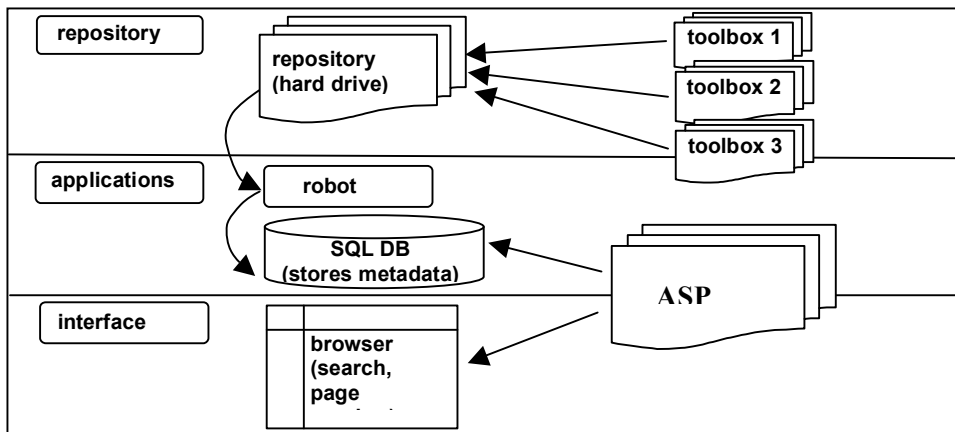 repository
repository
(hard drive)
toolbox 1
toolbox 2
toolbox 3
applications
robot
SQL DB
(stores metadata)
ASP
interface
browser
(search,
page